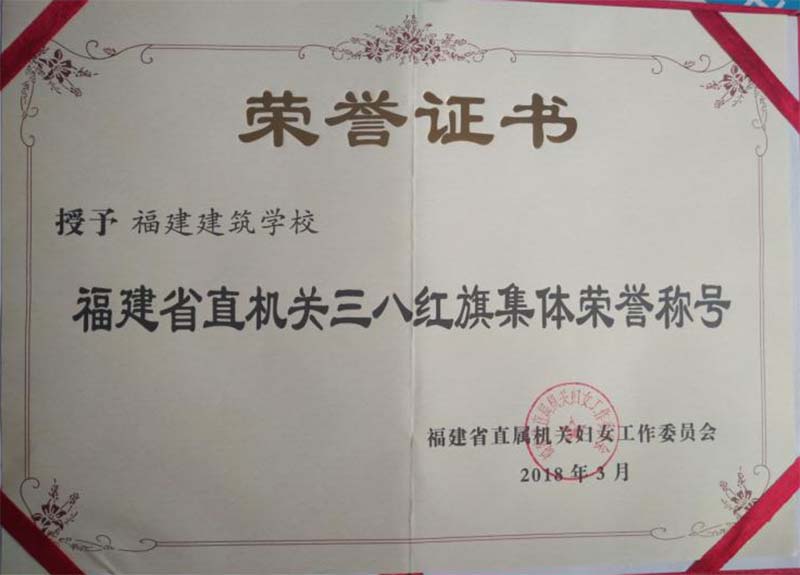 荣誉证书
授予 福建建筑学校
福建省直机关三八红旗集体荣誉称号
福建省直属机关妇女工作委员会
2018年3月